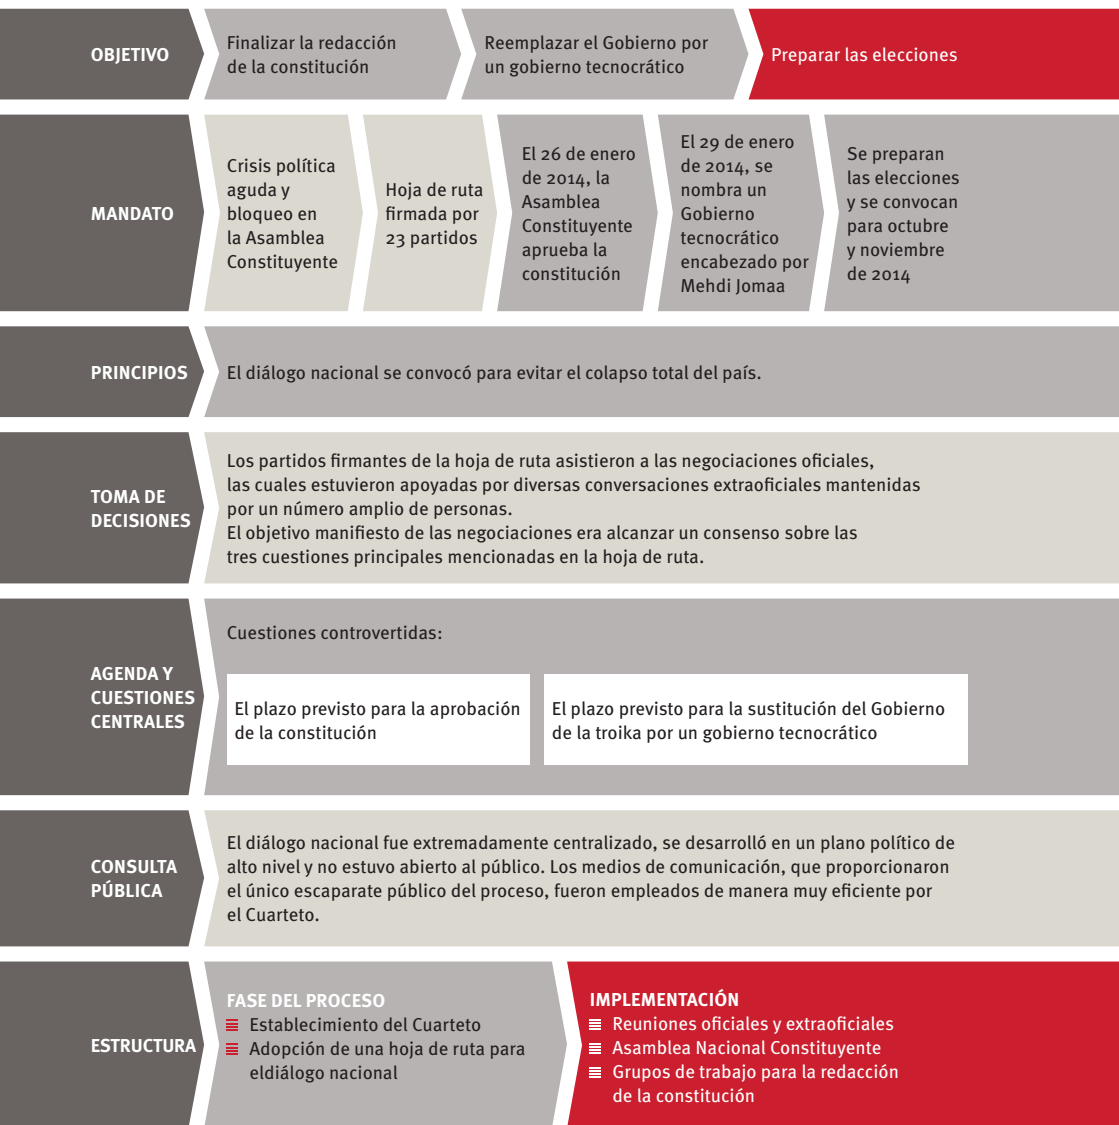 OBJETIVO
Finalizar la redacción
de la constitución
Reemplazar el Gobierno por
un gobierno tecnocrático
Preparar las elecciones
MANDATO
Crisis política
aguda y
bloqueo en
la Asamblea
Constituyente
Hoja de ruta
firmada por
23 partidos
El 26 de enero
de 2014, la
Asamblea
Constituyente
aprueba la
constitución
El 29 de enero
de 2014, se
nombra un
Gobierno
tecnocrático
encabezado por
Mehdi Jomaa
Se preparan
las elecciones
y se convocan
para octubre
y noviembre
de 2014
PRINCIPIOS
El diálogo nacional se convocó para evitar el colapso total del país.
TOMA DE
DECISIONES
Los partidos firmantes de la hoja de ruta asistieron a las negociaciones oficiales,
las cuales estuvieron apoyadas por diversas conversaciones extraoficiales mantenidas
por un número amplio de personas.
El objetivo manifiesto de las negociaciones era alcanzar un consenso sobre las
tres cuestiones principales mencionadas en la hoja de ruta.
AGENDA Y
CUESTIONES
CENTRALES
Cuestiones controvertidas:
El plazo previsto para la aprobación
de la constitución
El plazo previsto para la sustitución del Gobierno
de la troika por un gobierno tecnocrático
CONSULTA
PÚBLICA
El diálogo nacional fue extremadamente centralizado, se desarrolló en un plano político de
alto nivel y no estuvo abierto al público. Los medios de comunicación, que proporcionaron
el único escaparate público del proceso, fueron empleados de manera muy eficiente por
el Cuarteto.
ESTRUCTURA
FASE DEL PROCESO
Establecimiento del Cuarteto
Adopción de una hoja de ruta para
eldiálogo nacional
IMPLEMENTACIÓN
Reuniones oficiales y extraoficiales
Asamblea Nacional Constituyente
Grupos de trabajo para la redacción
de la constitución